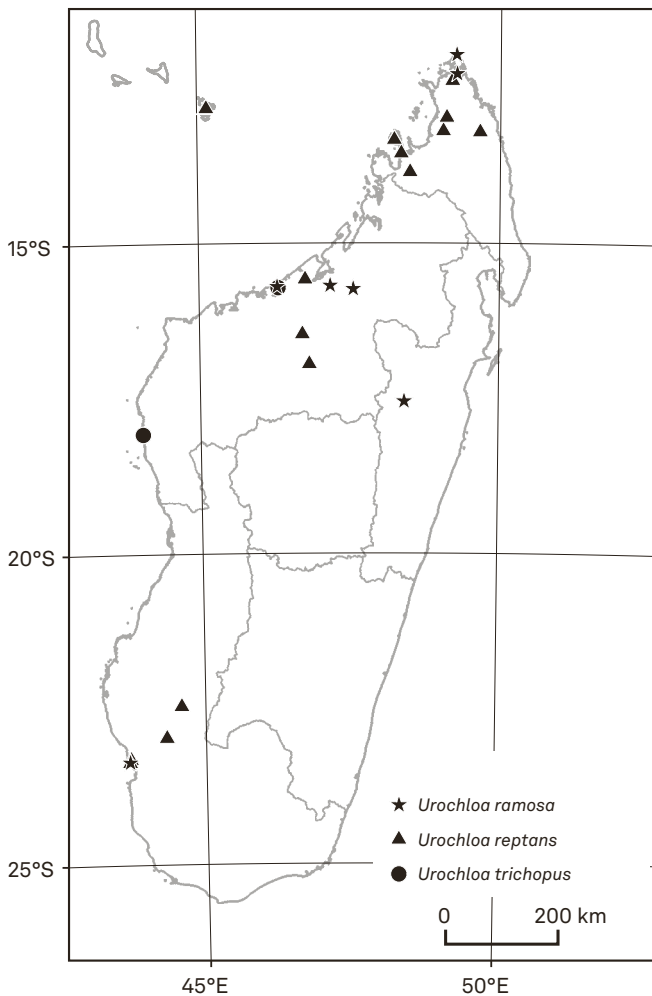 15°S
20°S
25°S
Urochloa ramosa
Urochloa reptans
Urochloa trichopus
0 200 km
45°E 50°E